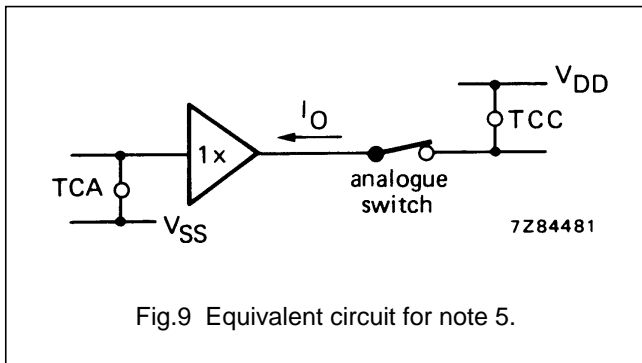 V_DD
I_O
TCC
1x
TCA
analogue
switch
V_SS
7Z84481
Fig.9 Equivalent circuit for note 5.